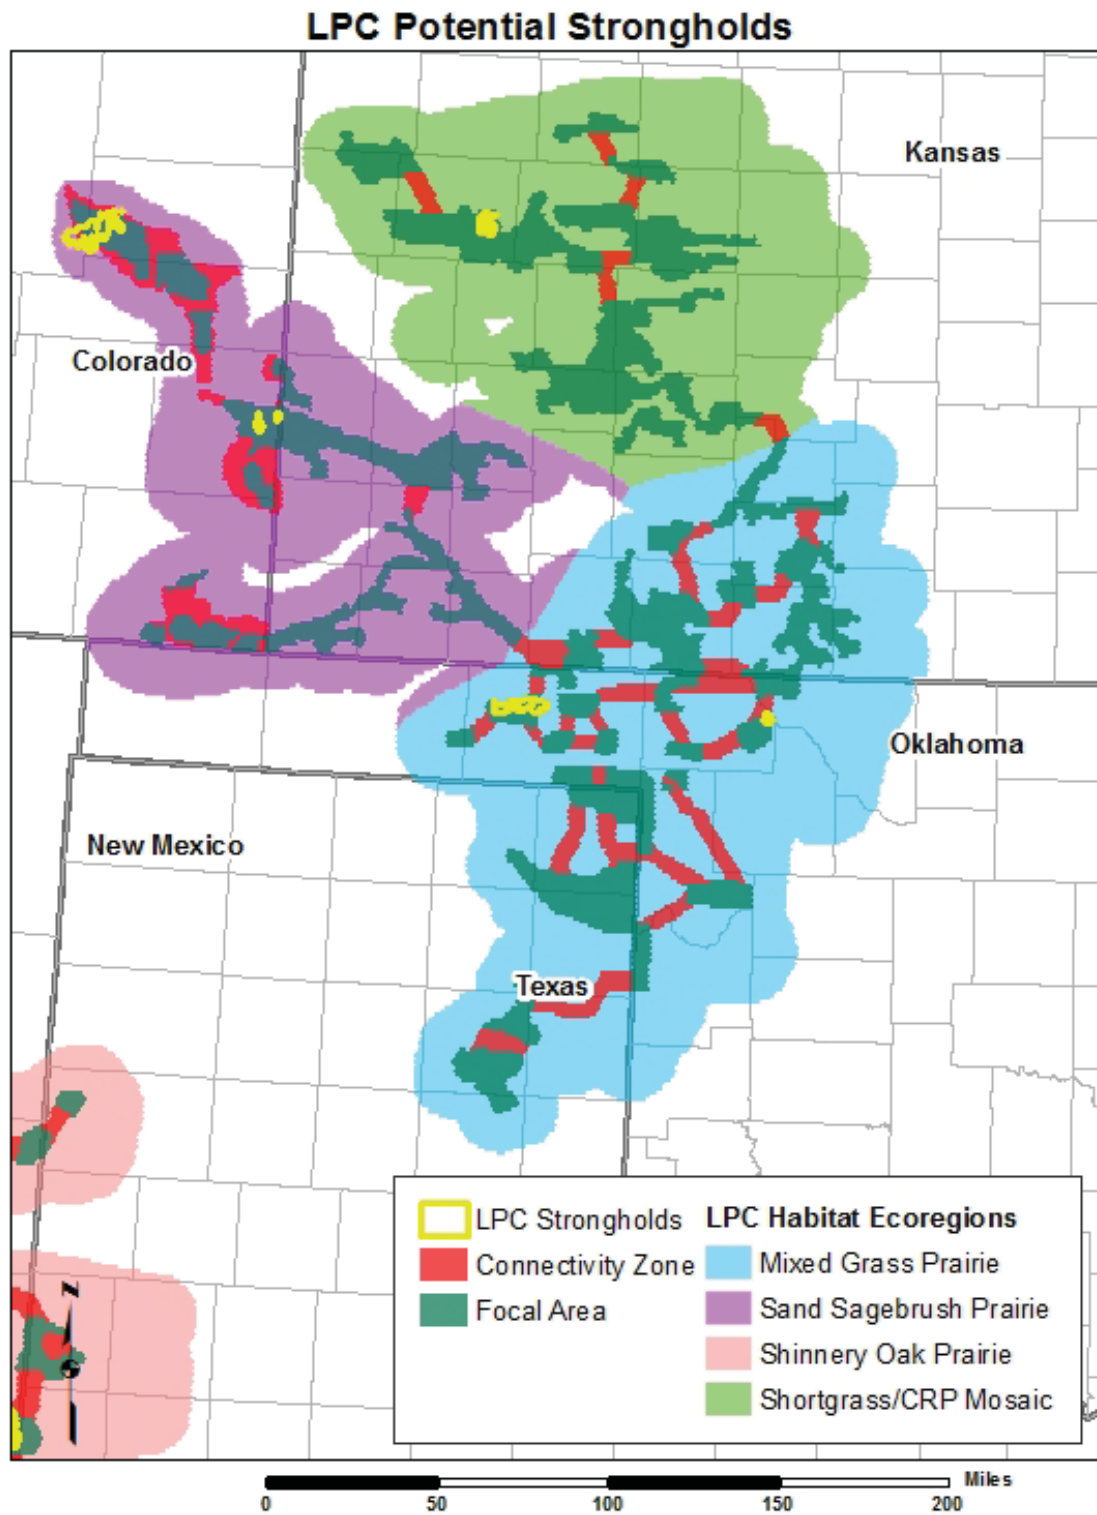 LPC Potential Strongholds
Kansas
Colorado
Oklahoma
New Mexico
Texas
LPC Strongholds
Connectivity Zone
Focal Area
LPC Habitat Ecoregions
Mixed Grass Prairie
Sand Sagebrush Prairie
Shinnery Oak Prairie
Shortgrass/CRP Mosaic
Z
Miles
0 50 100 150 200